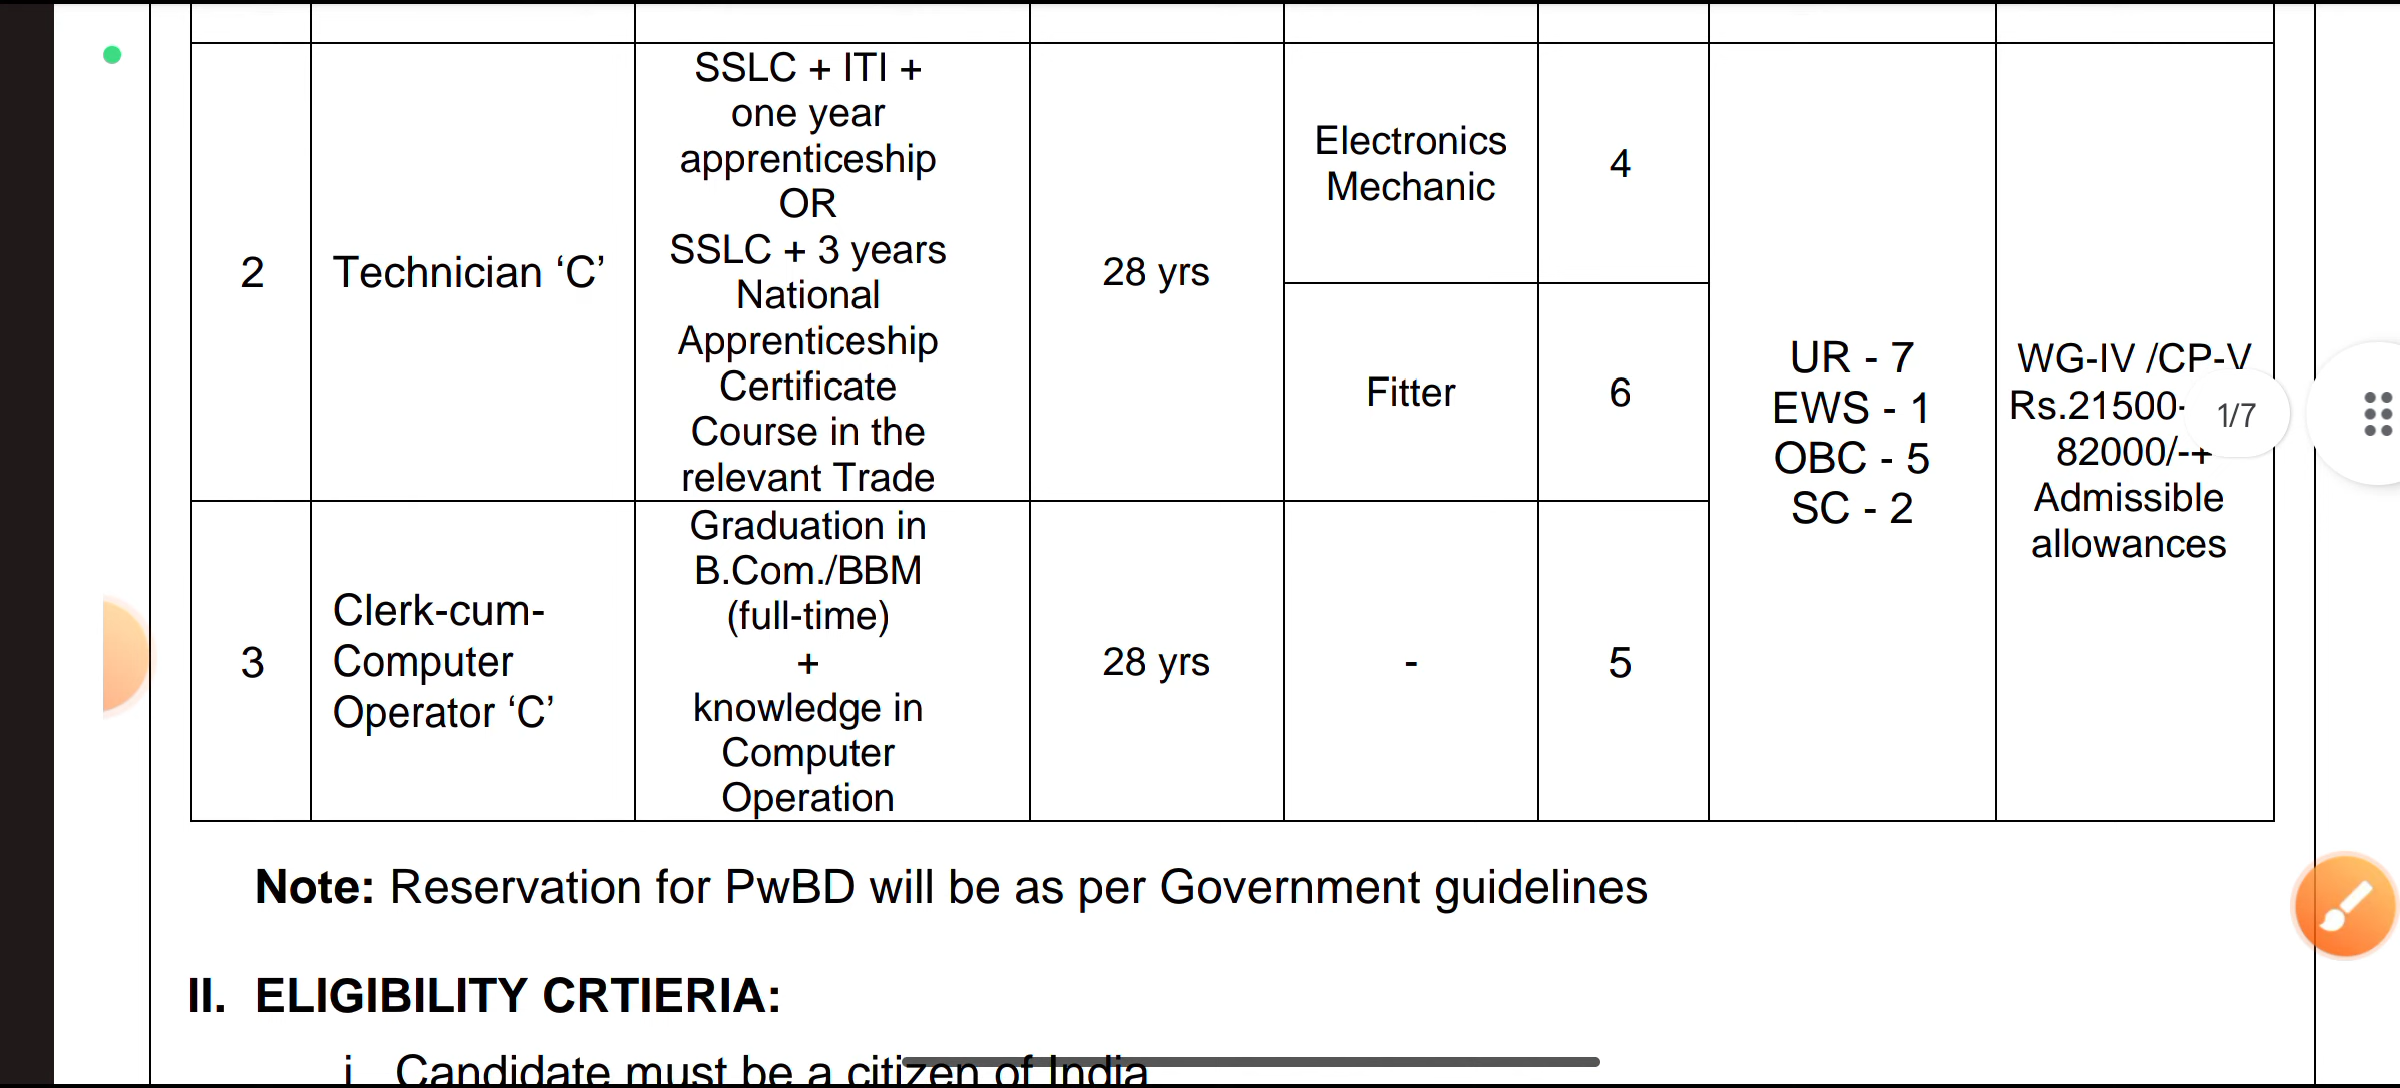 2
Technician ‘C’
SSLC + ITI +
one year
apprenticeship
OR
SSLC + 3 years
National
Apprenticeship
Certificate
Course in the
relevant Trade
28 yrs
Electronics
Mechanic
4
Fitter
6
UR - 7
EWS - 1
OBC - 5
SC - 2
WG-IV /CP-V
Rs.21500-
82000/-+
Admissible
allowances
1/7
3
Clerk-cum-
Computer
Operator ‘C’
Graduation in
B.Com./BBM
(full-time)
+
knowledge in
Computer
Operation
28 yrs
-
5
Note: Reservation for PwBD will be as per Government guidelines
II. ELIGIBILITY CRTIERIA:
i Candidate must be a citizen of India